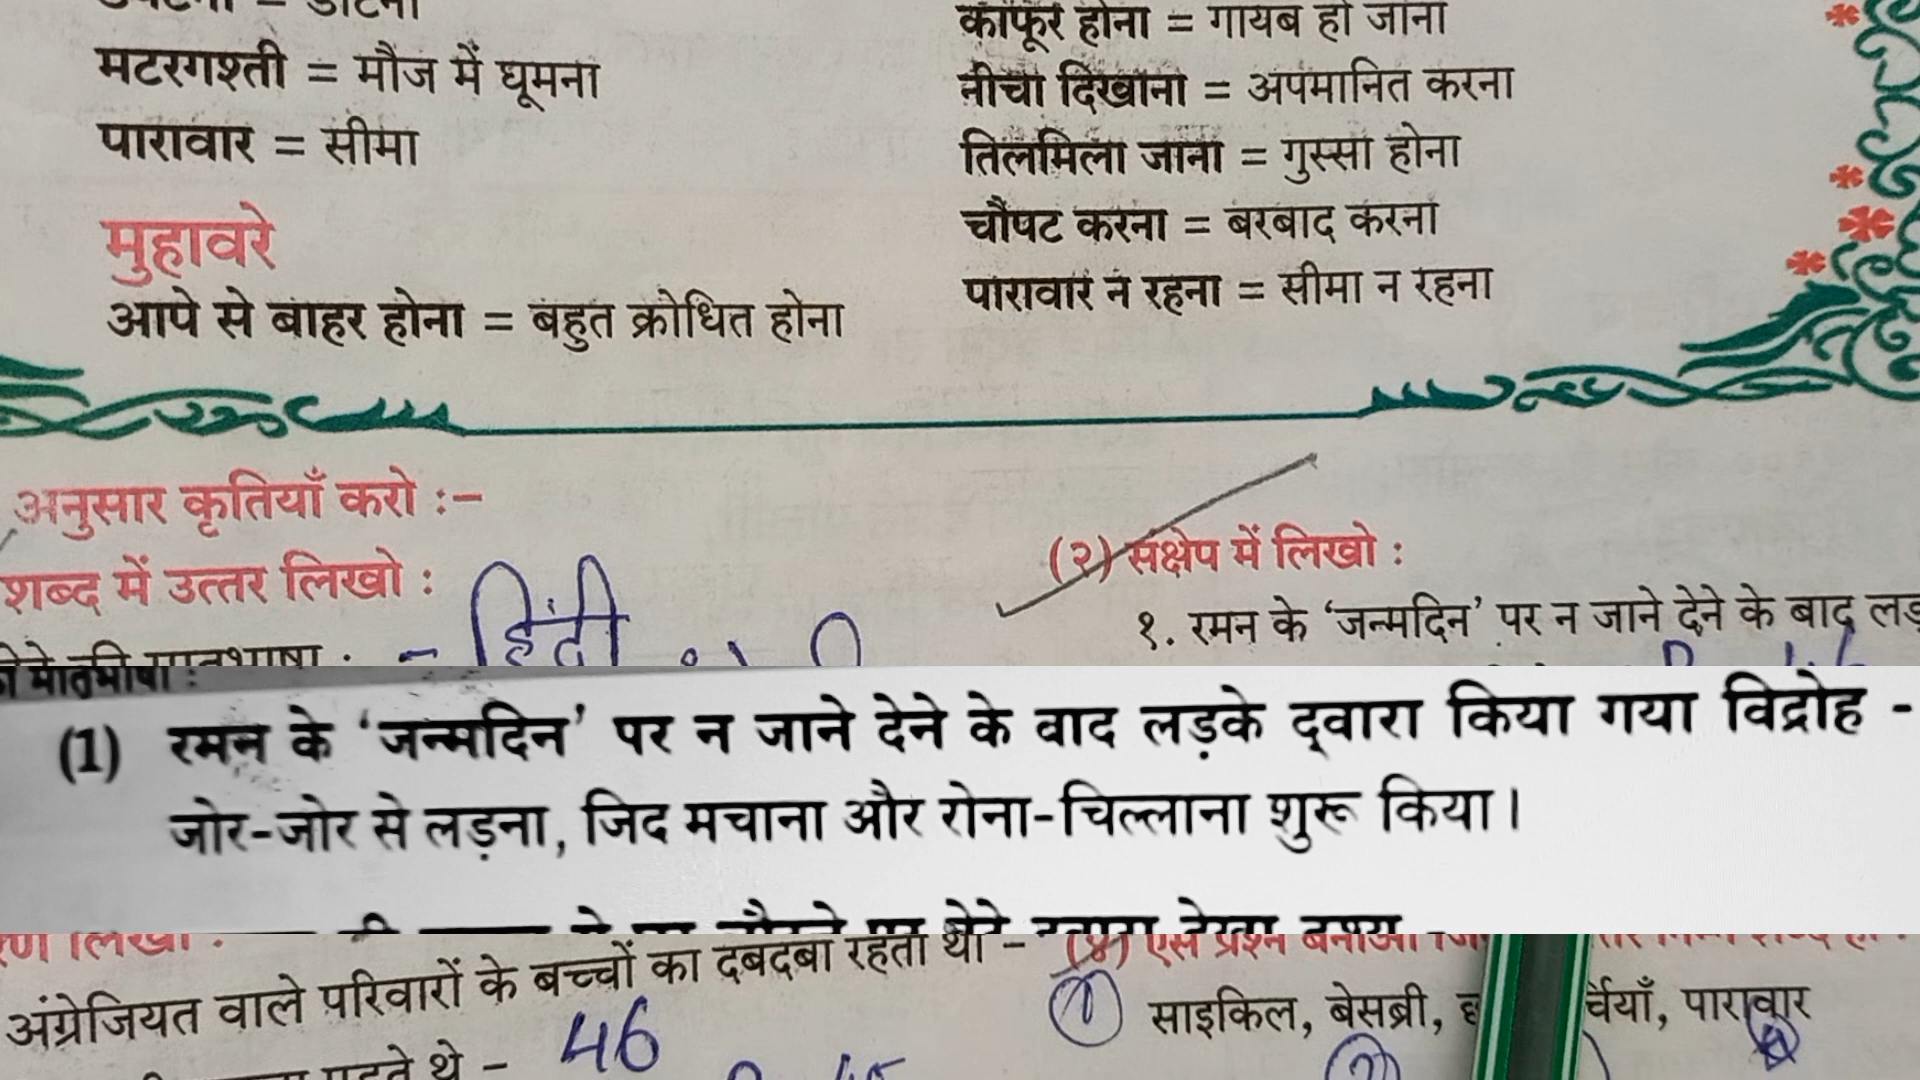 मटरगश्ती = मौज में घूमना
पारावार = सीमा
मुहावरे
आपे से बाहर होना = बहुत क्रोधित होना
काफूर होना = गायब हो जाना
नीचा दिखाना = अपमानित करना
तिलमिला जाना = गुस्सा होना
चौपट करना = बरबाद करना
पारावार न रहना = सीमा न रहना
अनुसार कृतियाँ करो :-
शब्द में उत्तर लिखो :
हिंदी
(२) संक्षेप में लिखो :
१. रमन के ‘जन्मदिन’ पर न जाने देने के बाद
(1) रमन के ‘जन्मदिन’ पर न जाने देने के बाद लड़के द्‌वारा किया गया विद्रोह -
जोर-जोर से लड़ना, जिद मचाना और रोना-चिल्लाना शुरू किया।
अंग्रेजियत वाले परिवारों के बच्चों का दबदबा रहता था -
46
(४) ऐसे प्रश्न बनाओ
1 साइकिल, बेसब्री, पारावार